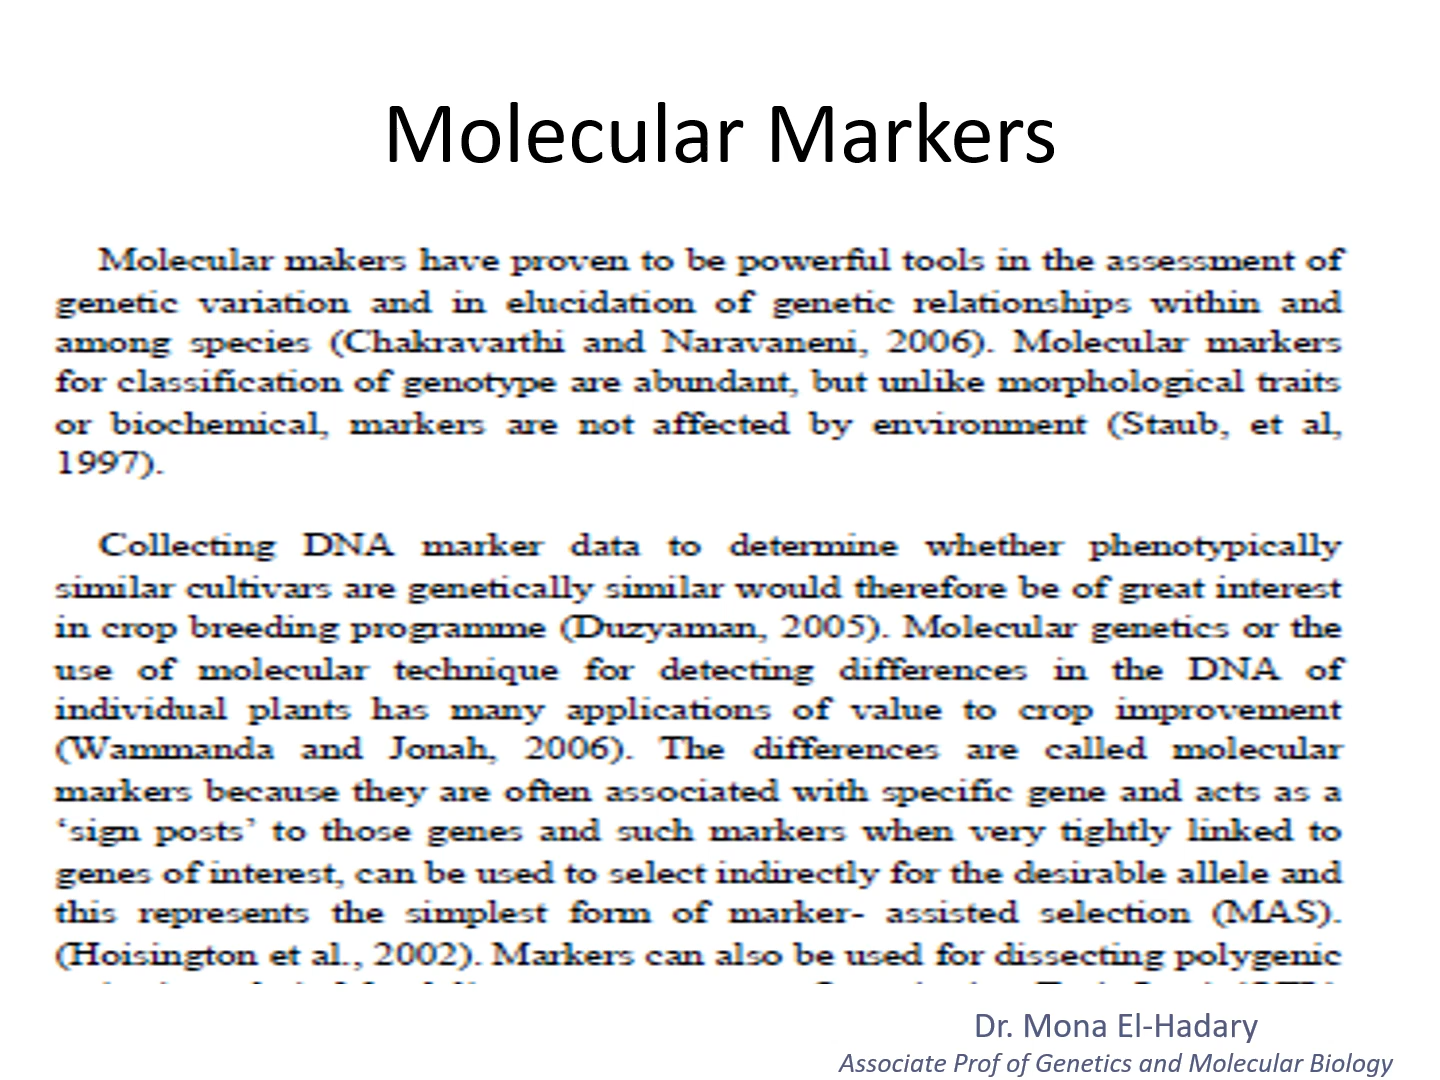 Molecular Markers
Molecular makers have proven to be powerful tools in the assessment of
genetic variation and in elucidation of genetic relationships within and
among species (Chakravarthi and Naravaneni, 2006). Molecular markers
for classification of genotype are abundant, but unlike morphological traits
or biochemical, markers are not affected by environment (Staub, et al,
1997).
Collecting DNA marker data to determine whether phenotypically
similar cultivars are genetically similar would therefore be of great interest
in crop breeding programme (Duzyaman, 2005). Molecular genetics or the
use of molecular technique for detecting differences in the DNA of
individual plants has many applications of value to crop improvement
(Wammanda and Jonah, 2006). The differences are called molecular
markers because they are often associated with specific gene and acts as a
‘sign posts’ to those genes and such markers when very tightly linked to
genes of interest, can be used to select indirectly for the desirable allele and
this represents the simplest form of marker- assisted selection (MAS).
(Hoisington et al., 2002). Markers can also be used for dissecting polygenic
Dr. Mona El-Hadary
Associate Prof of Genetics and Molecular Biology